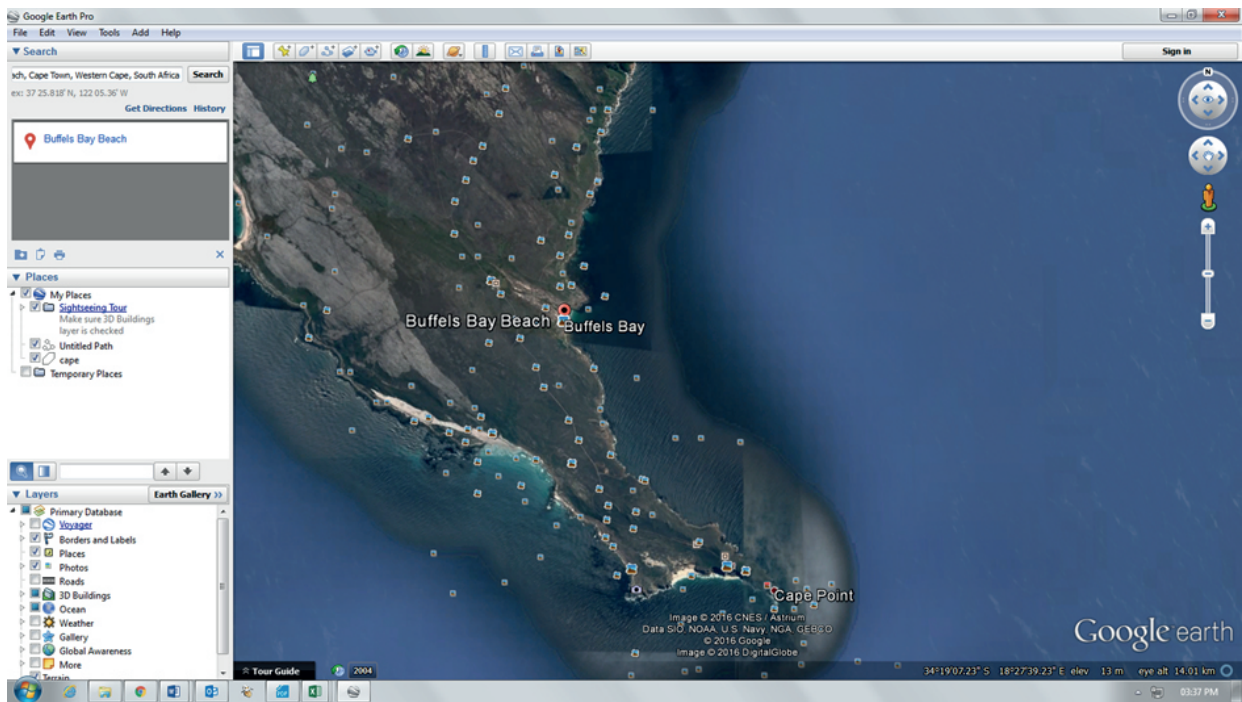 Google Earth Pro
File Edit View Tools Add Help
▼ Search
Sign in
ach, Cape Town, Western Cape, South Africa Search
ex: 37 25.818' N, 122 05.36' W
Get Directions History
Buffels Bay Beach
▼ Places
My Places
Sightseeing Tour
Make sure 3D Buildings
layer is checked
Untitled Path
cape
Temporary Places
▼ Layers
Earth Gallery >>
Primary Database
Voyager
Borders and Labels
Places
Photos
Roads
3D Buildings
Ocean
Weather
Gallery
Global Awareness
More
Terrain
N
Buffels Bay Beach
Buffels Bay
Cape Point
Image © 2016 CNES / Astrium
Data SIO, NOAA, U.S. Navy, NGA, GEBCO
© 2016 Google
Image © 2016 DigitalGlobe
Google earth
Tour Guide
2004
34°19'07.23" S 18°27'39.23" E elev 13 m eye alt 14.01 km
03:37 PM